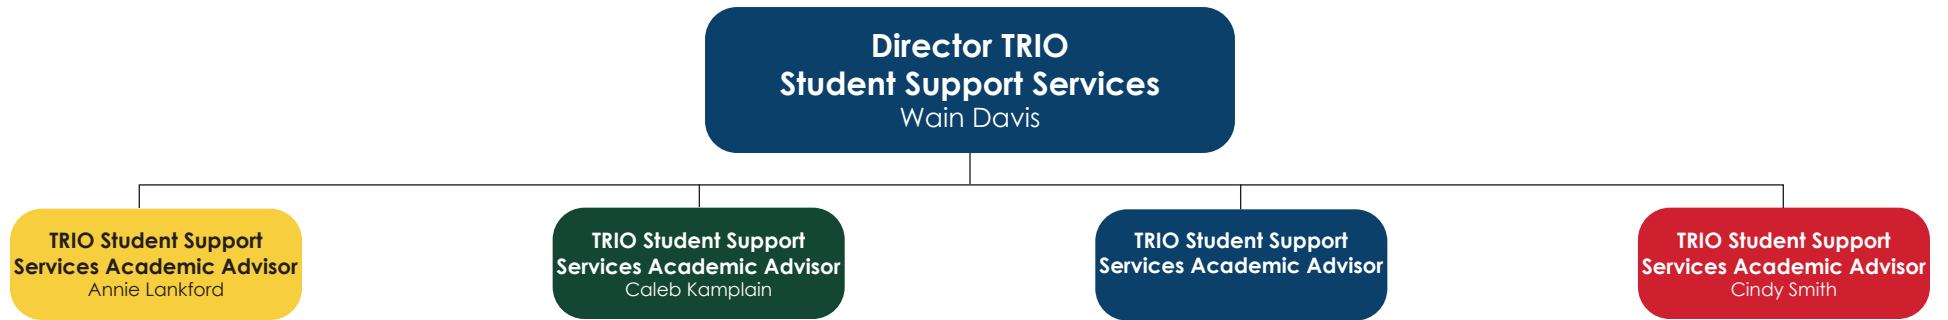 Director TRIO
Student Support Services
Wain Davis
TRIO Student Support
Services Academic Advisor
Annie Lankford
TRIO Student Support
Services Academic Advisor
Caleb Kamplain
TRIO Student Support
Services Academic Advisor
TRIO Student Support
Services Academic Advisor
Cindy Smith